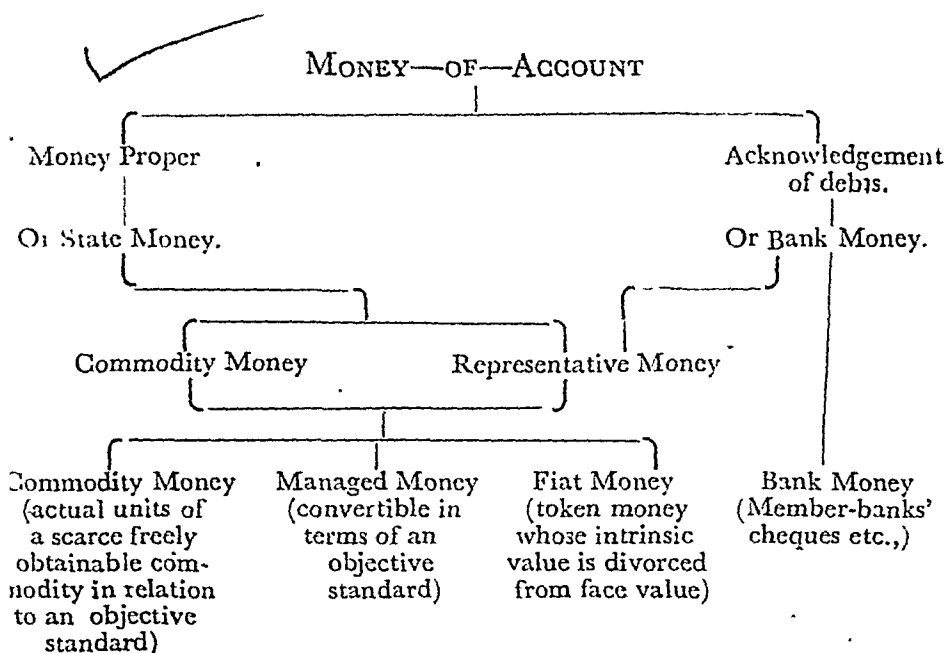 MONEY—OF—ACCOUNT
Money Proper
Acknowledgement
of debts.
Or State Money.
Or Bank Money.
Commodity Money
Representative Money
Commodity Money
(actual units of
a scarce freely
obtainable com-
modity in relation
to an objective
standard)
Managed Money
(convertible in
terms of an
objective
standard)
Fiat Money
(token money
whose intrinsic
value is divorced
from face value)
Bank Money
(Member-banks'
cheques etc.,)